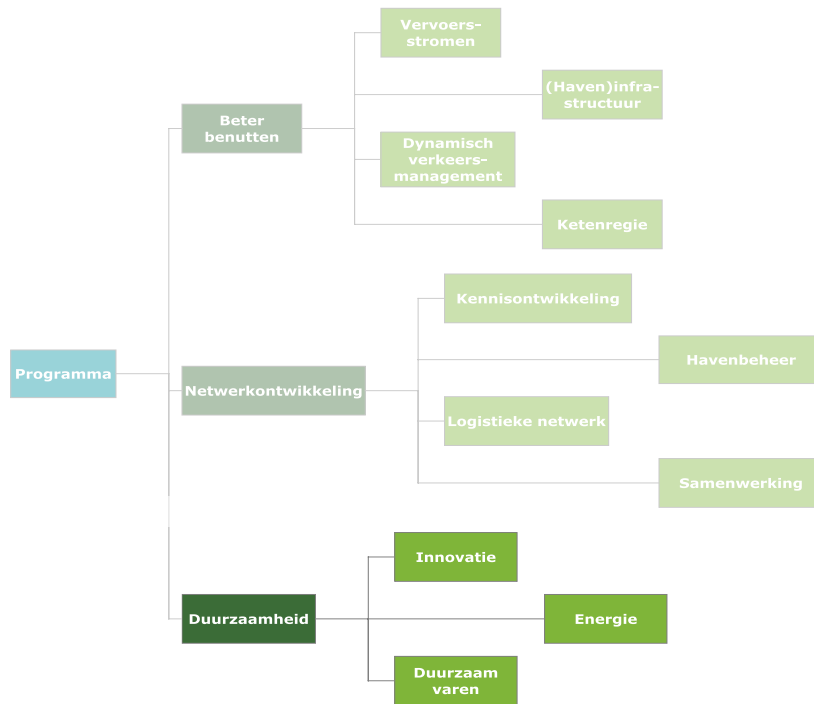 Programma
Beter
benutten
Vervoers-
stromen
(Haven)infra-
structuur
Dynamisch
verkeers-
management
Ketenregie
Netwerkontwikkeling
Kennisontwikkeling
Havenbeheer
Logistieke netwerk
Samenwerking
Duurzaamheid
Innovatie
Energie
Duurzaam
varen